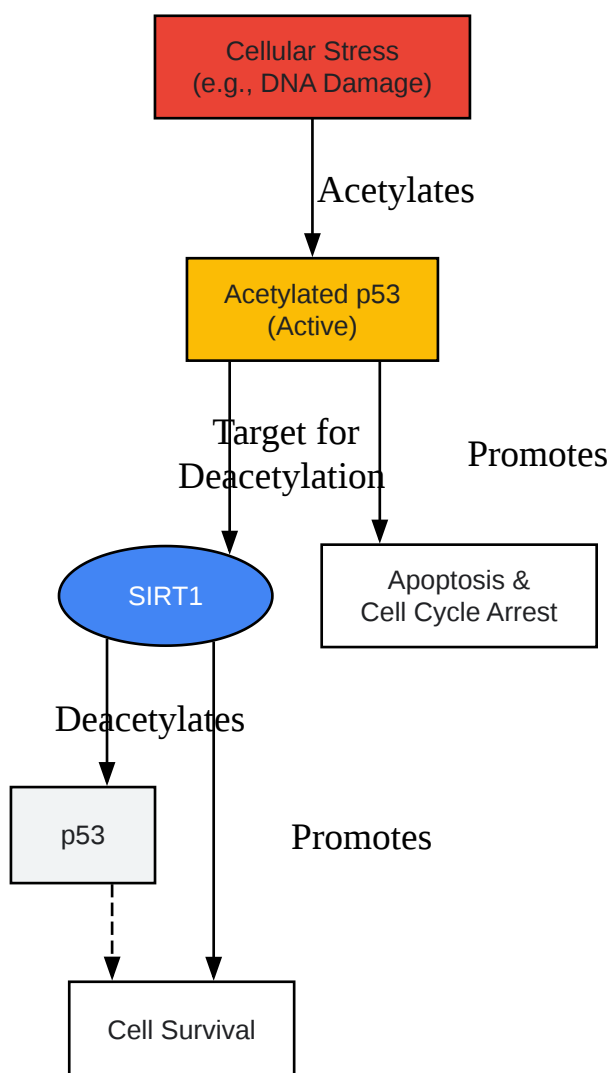 Cellular Stress
(e.g., DNA Damage)
Acetylates
Acetylated p53
(Active)
Target for
Deacetylation
Promotes
SIRT1
Apoptosis &
Cell Cycle Arrest
Deacetylates
p53
Promotes
Cell Survival